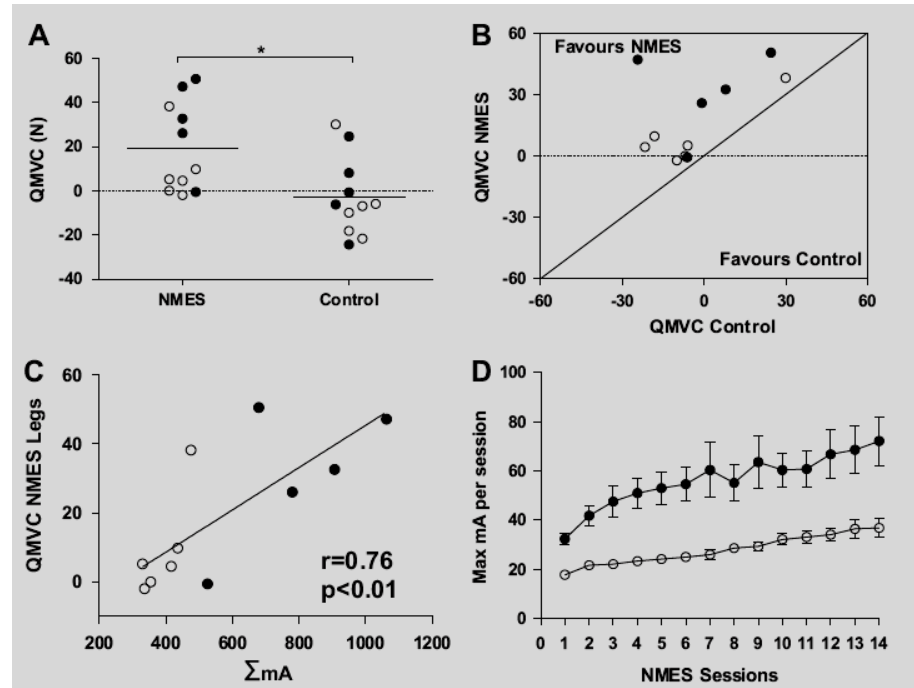 A
*
QMVC (N)
60
40
20
0
-20
-40
NMES
Control
B
Favours NMES
QMVC NMES
60
30
0
-30
-60
Favours Control
-60
-30
0
30
60
QMVC Control
C
QMVC NMES Legs
60
40
20
0
r=0.76
p<0.01
200
400
600
800
1000
1200
∑mA
D
Max mA per session
100
80
60
40
20
0
0 1 2 3 4 5 6 7 8 9 10 11 12 13 14
NMES Sessions